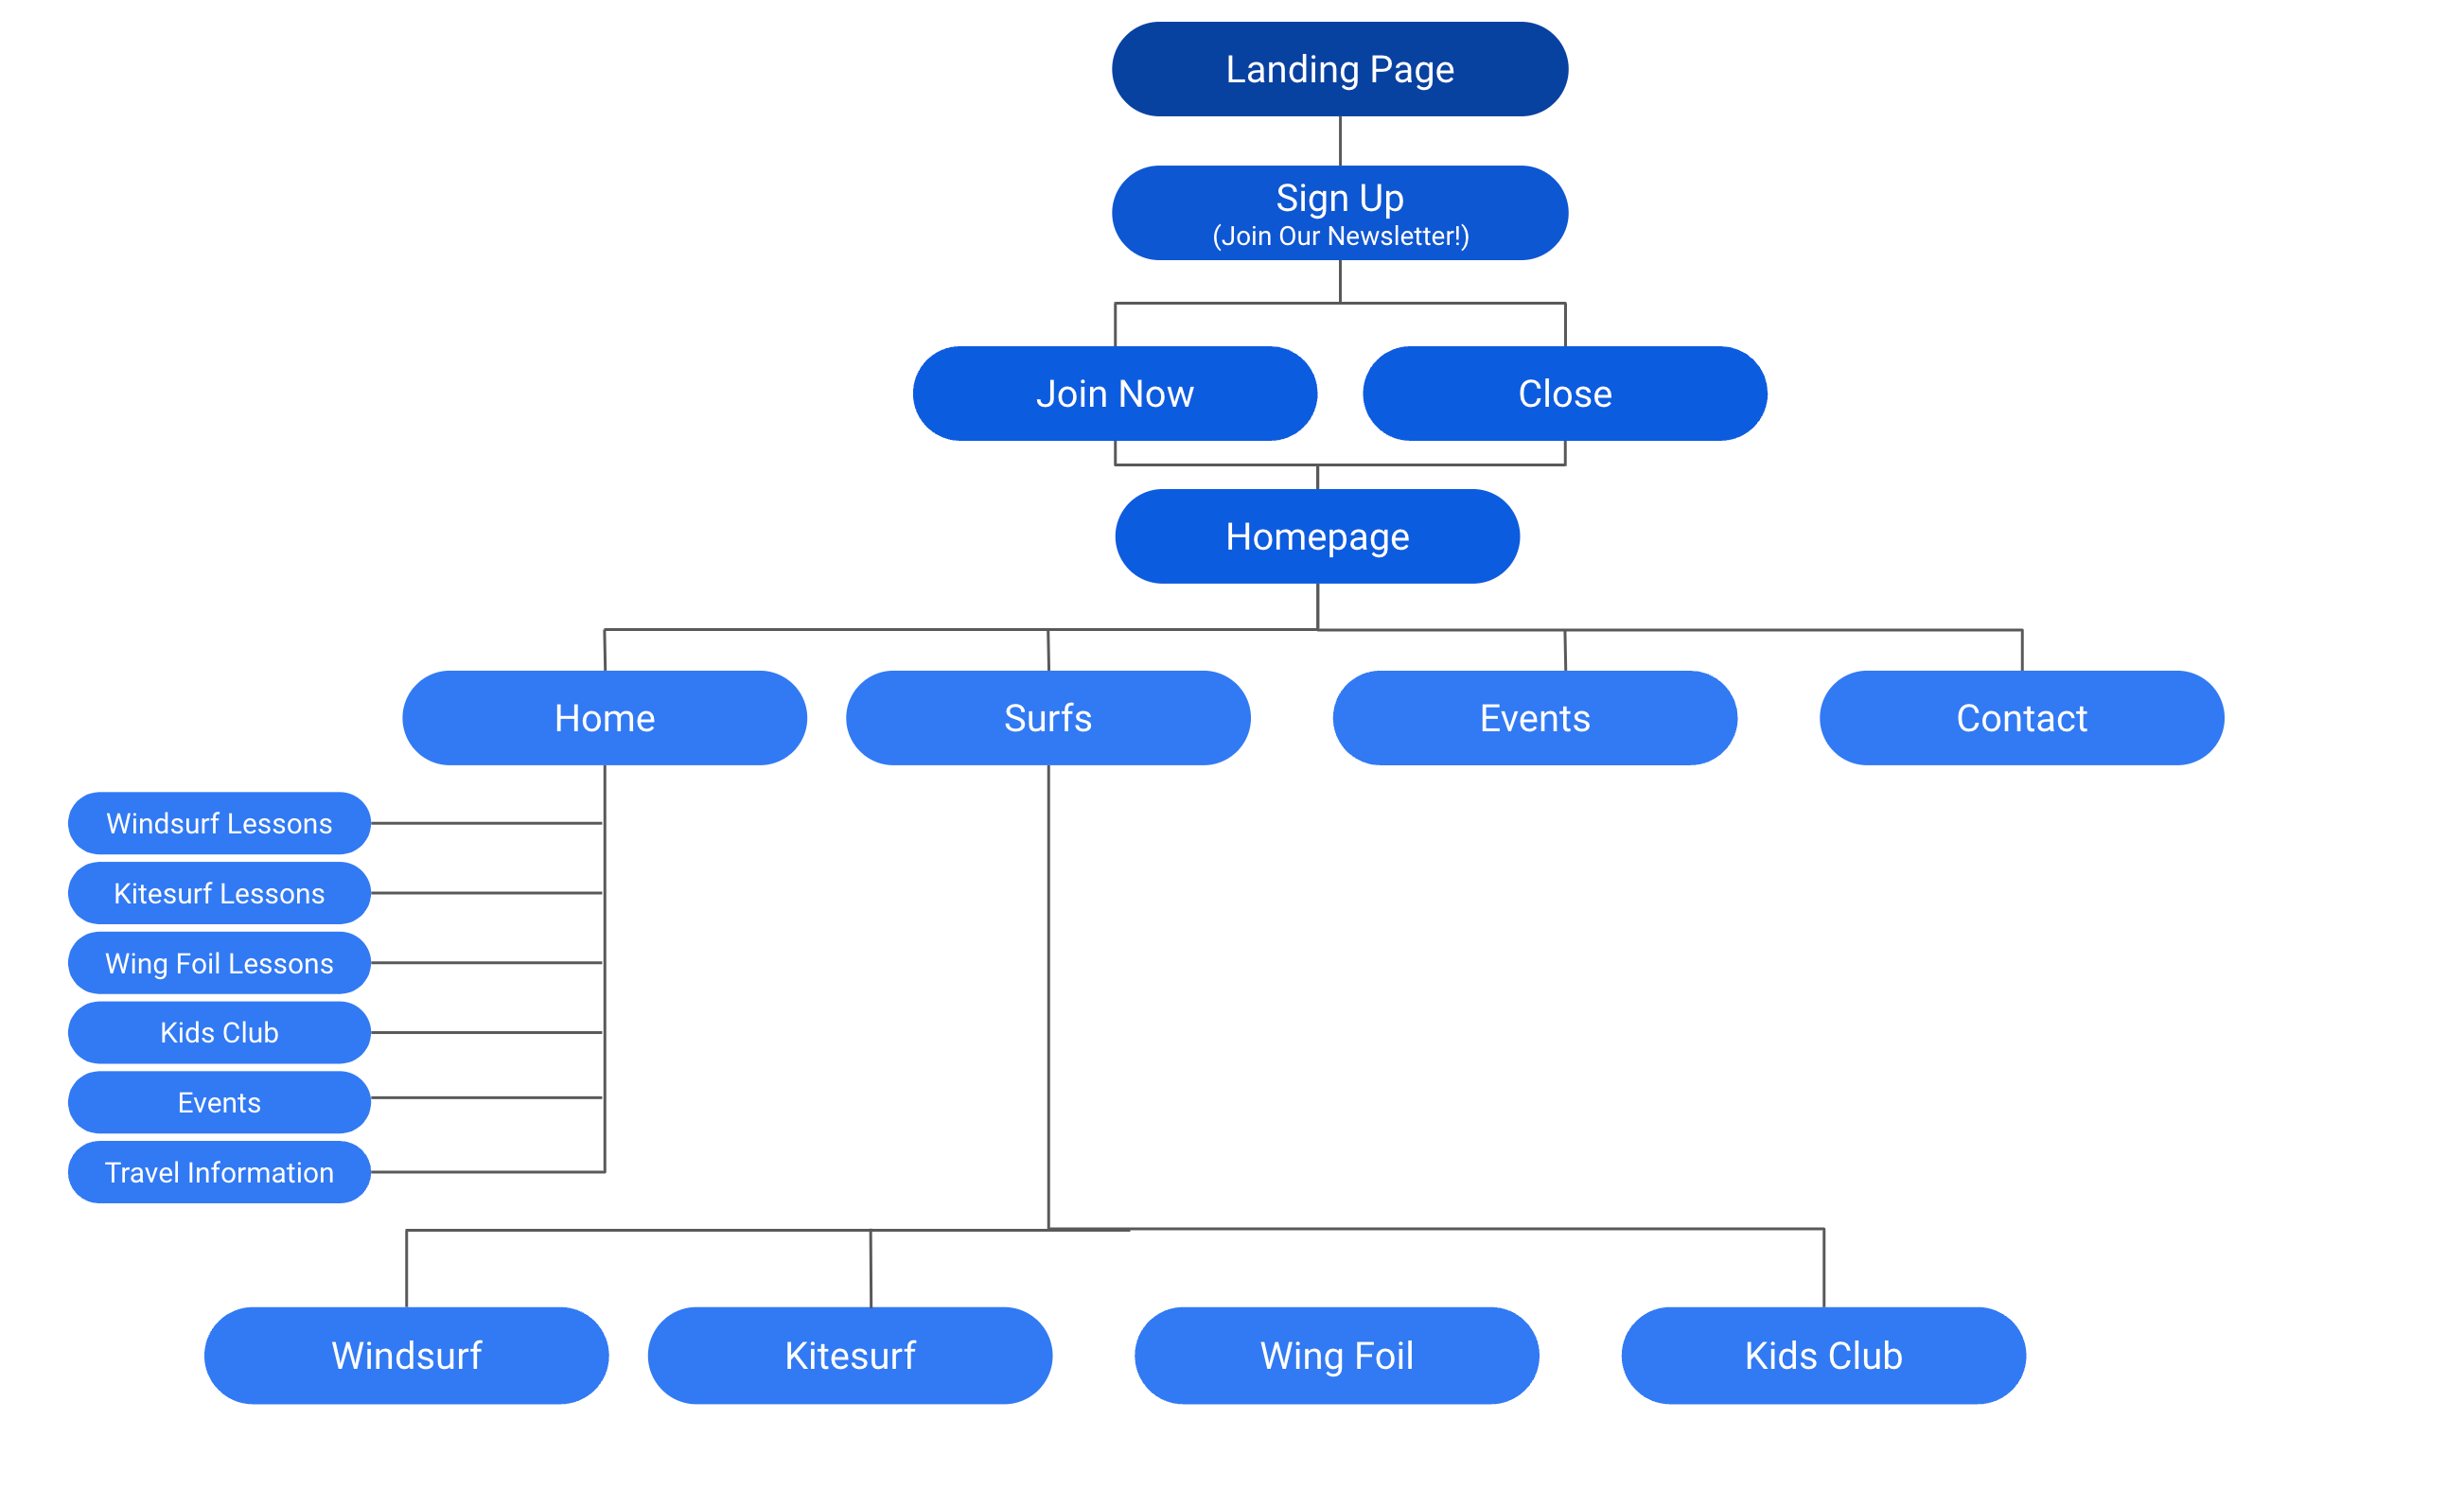 Landing Page
Sign Up
(Join Our Newsletter!)
Join Now
Close
Homepage
Home
Surfs
Events
Contact
Windsurf Lessons
Kitesurf Lessons
Wing Foil Lessons
Kids Club
Events
Travel Information
Windsurf
Kitesurf
Wing Foil
Kids Club